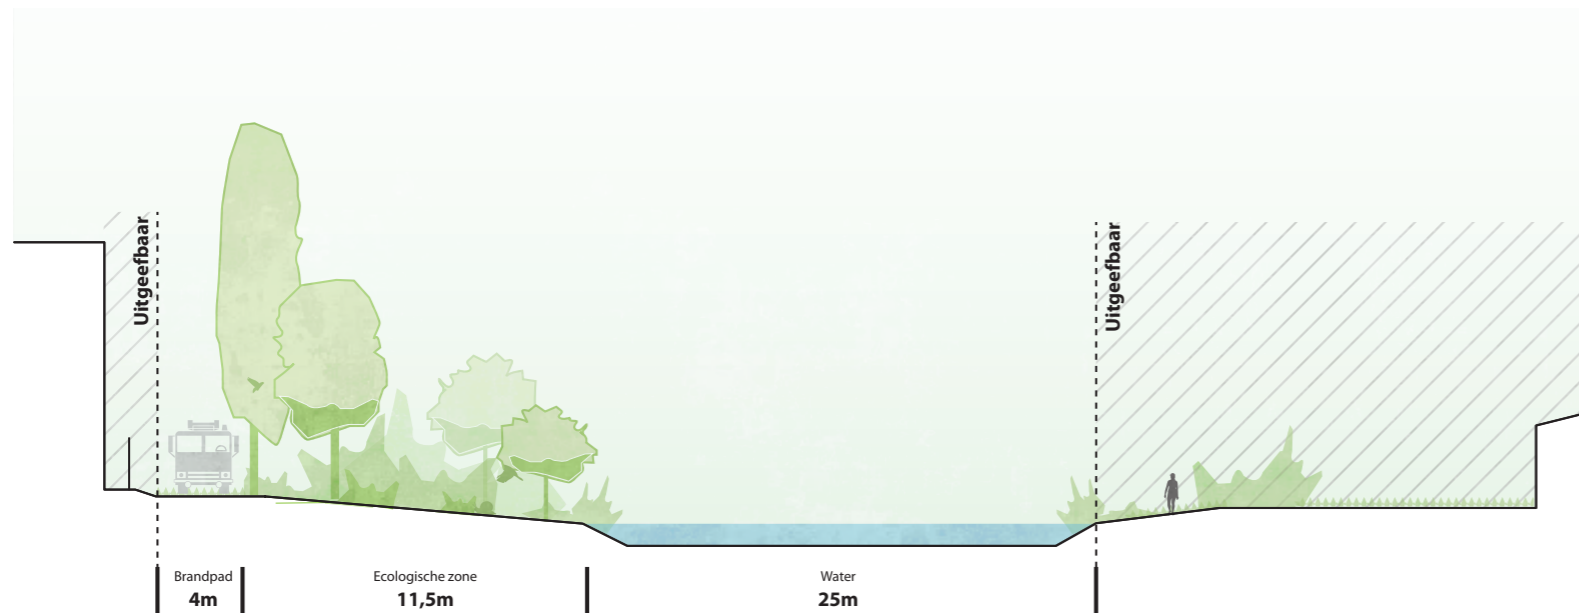 Uitgeefbaar
Uitgeefbaar
Brandpad
4m
Ecologische zone
11,5m
Water
25m